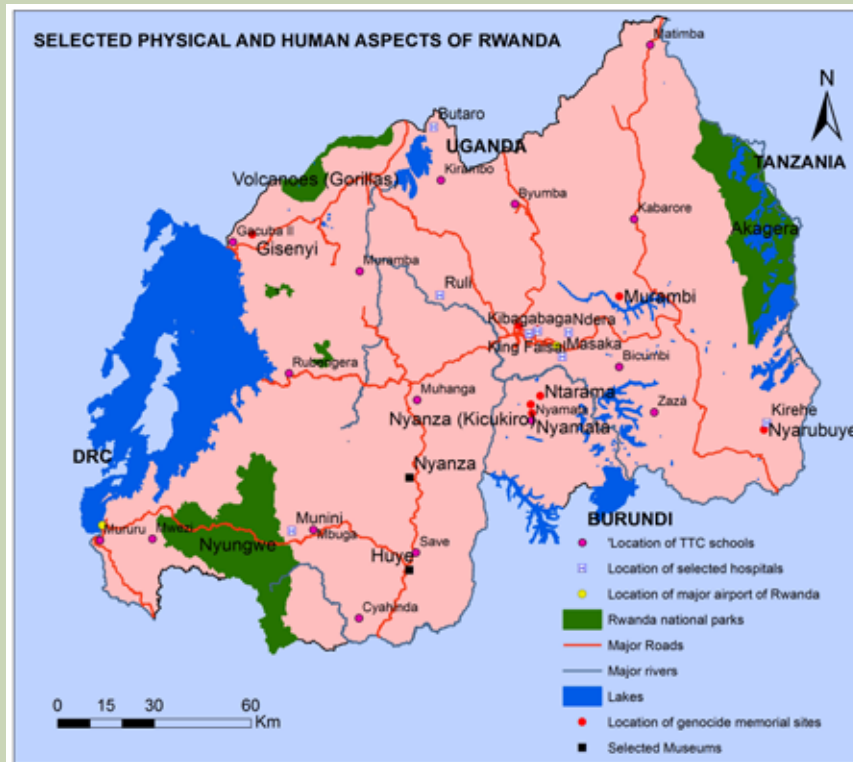 SELECTED PHYSICAL AND HUMAN ASPECTS OF RWANDA
Matimba
N
Butaro
UGANDA
TANZANIA
Volcanoes (Gorillas)
Kirambo
Byumba
Kabarore
Akagera
Gacuba II
Gisenyi
Muramba
Ruli
Murambi
Kibagabaga
Ndera
King Faisal
Masaka
Rubengera
Bicumbi
Muhanga
Ntarama
Nyamata
Zaza
Kirehe
Nyanza (Kicukiro)
Nyamata
Nyarubuye
DRC
Nyanza
BURUNDI
Mururu
Mwezi
Munini
Mbuga
Nyungwe
Save
Huye
Cyahinda
'Location of TTC schools
H Location of selected hospitals
Location of major airport of Rwanda
Rwanda national parks
Major Roads
Major rivers
Lakes
Location of genocide memorial sites
Selected Museums
0 15 30 60
Km